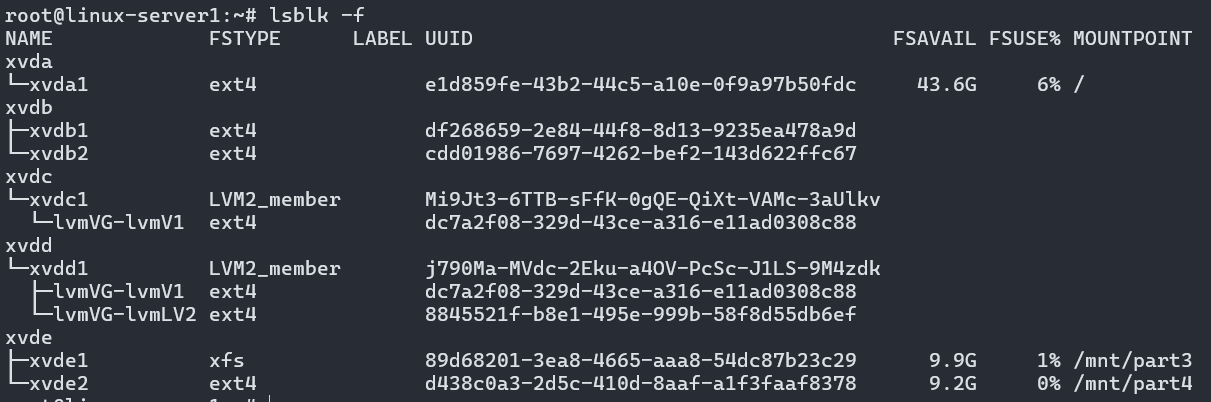 root@linux-server1:~# lsblk -f
NAME             FSTYPE      LABEL UUID                                   FSAVAIL FSUSE% MOUNTPOINT
xvda
└─xvda1          ext4              e1d859fe-43b2-44c5-a10e-0f9a97b50fdc     43.6G     6% /
xvdb
├─xvdb1          ext4              df268659-2e84-44f8-8d13-9235ea478a9d
└─xvdb2          ext4              cdd01986-7697-4262-bef2-143d622ffc67
xvdc
└─xvdc1          LVM2_member       Mi9Jt3-6TTB-sFfK-0gQE-QiXt-VAMc-3aUlkv
  └─lvmVG-lvmV1  ext4              dc7a2f08-329d-43ce-a316-e11ad0308c88
xvdd
└─xvdd1          LVM2_member       j790Ma-MVdc-2Eku-a4OV-PcSc-J1LS-9M4zdk
  ├─lvmVG-lvmV1  ext4              dc7a2f08-329d-43ce-a316-e11ad0308c88
  └─lvmVG-lvmLV2 ext4              8845521f-b8e1-495e-999b-58f8d55db6ef
xvde
├─xvde1          xfs               89d68201-3ea8-4665-aaa8-54dc87b23c29      9.9G     1% /mnt/part3
└─xvde2          ext4              d438c0a3-2d5c-410d-8aaf-a1f3faaf8378      9.2G     0% /mnt/part4